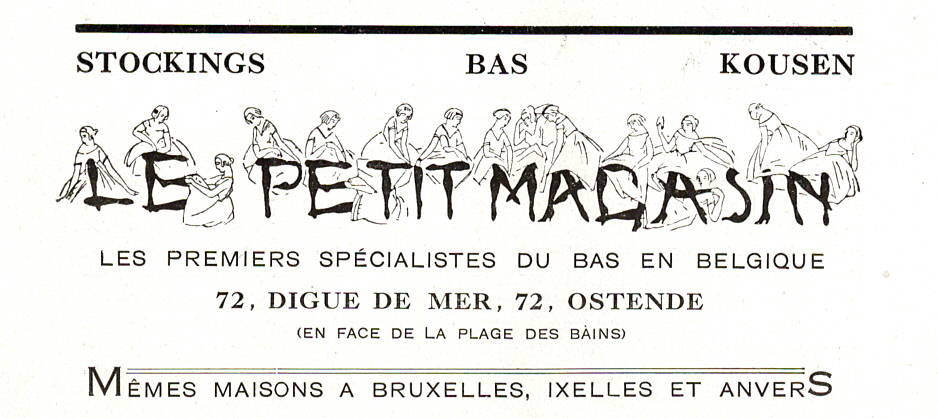 STOCKINGS BAS KOUSEN
LE PETIT MAGASIN
LES PREMIERS SPÉCIALISTES DU BAS EN BELGIQUE
72, DIGUE DE MER, 72, OSTENDE
(EN FACE DE LA PLAGE DES BÀINS)
MÊMES MAISONS A BRUXELLES, IXELLES ET ANVERS